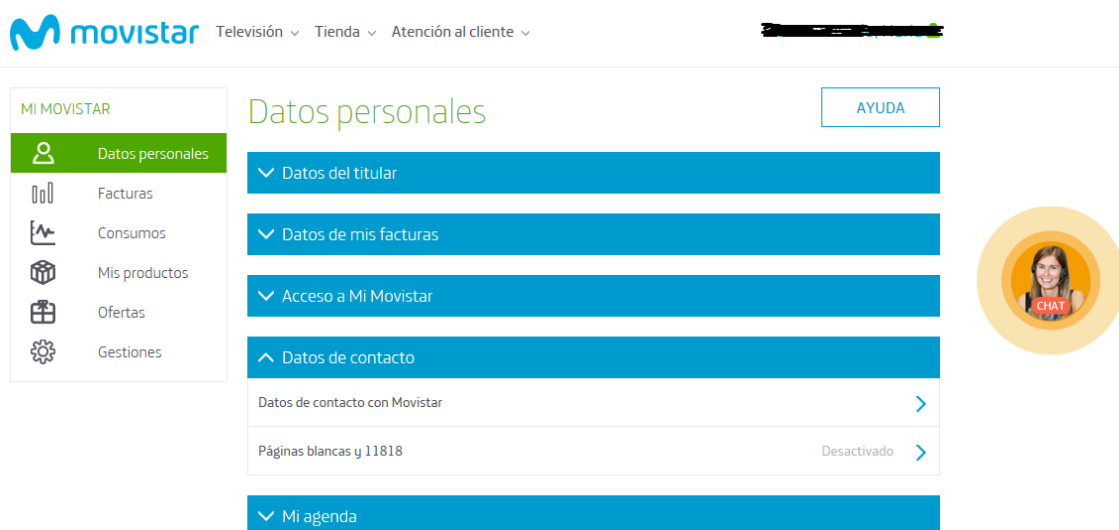 movistar Televisión Tienda Atención al cliente
MI MOVISTAR
Datos personales
Facturas
Consumos
Mis productos
Ofertas
Gestiones
Datos personales
AYUDA
Datos del titular
Datos de mis facturas
Acceso a Mi Movistar
Datos de contacto
Datos de contacto con Movistar
Páginas blancas y 11818 Desactivado
Mi agenda
CHAT